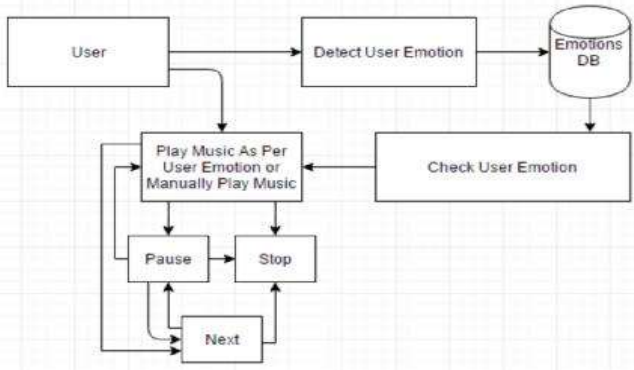 User
Detect User Emotion
Emotions
DB
Play Music As Per
User Emotion or
Manually Play Music
Check User Emotion
Pause
Stop
Next